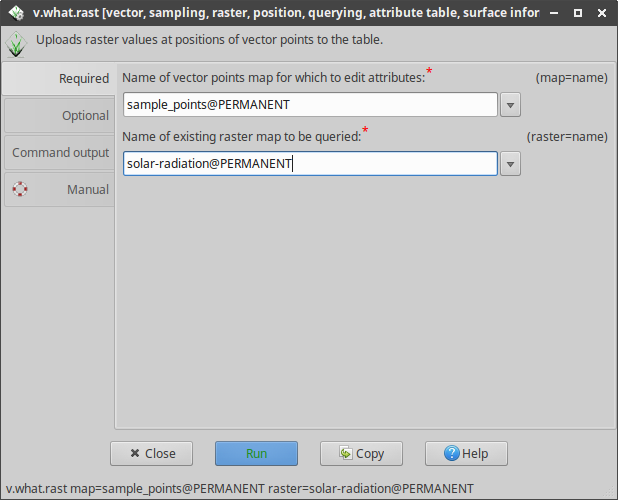 v.what.rast [vector, sampling, raster, position, querying, attribute table, surface infor
Uploads raster values at positions of vector points to the table.
Required
Optional
Command output
Manual
Name of vector points map for which to edit attributes:* (map=name)
sample_points@PERMANENT
Name of existing raster map to be queried:* (raster=name)
solar-radiation@PERMANENT
Close
Run
Copy
Help
v.what.rast map=sample_points@PERMANENT raster=solar-radiation@PERMANENT